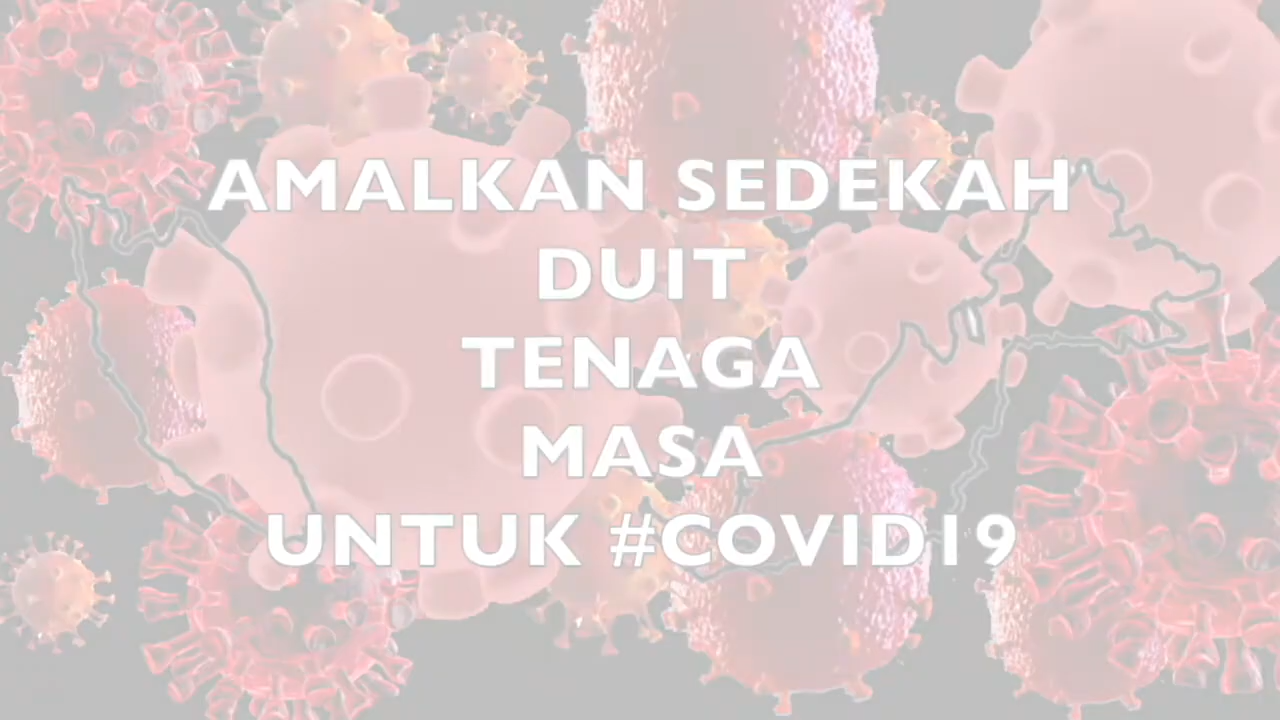 AMALKAN SEDEKAH
DUIT
TENAGA
MASA
UNTUK #COVID19